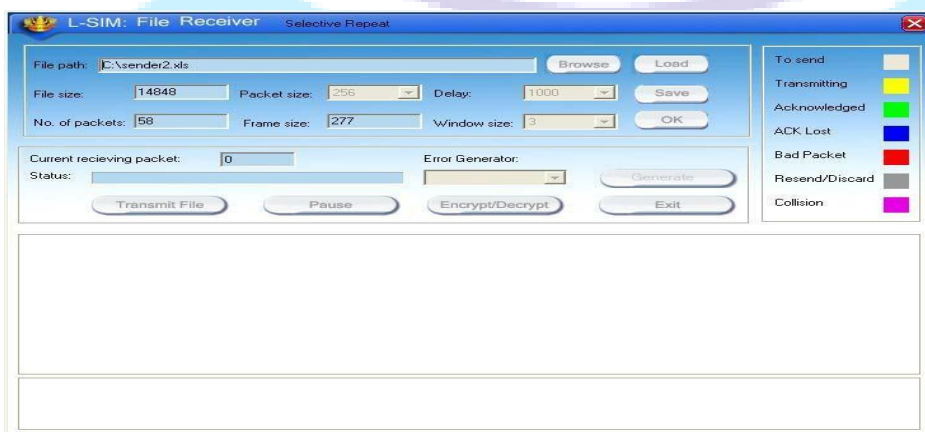 L-SIM: File Receiver Selective Repeat
File path: C:\sender2.xls Browse Load
File size: 14848 Packet size: 256 Delay: 1000 Save
No. of packets: 58 Frame size: 277 Window size: 3 OK
Current recieving packet: 0 Error Generator:
Status: Generate
Transmit File Pause Encrypt/Decrypt Exit
To send
Transmitting
Acknowledged
ACK Lost
Bad Packet
Resend/Discard
Collision